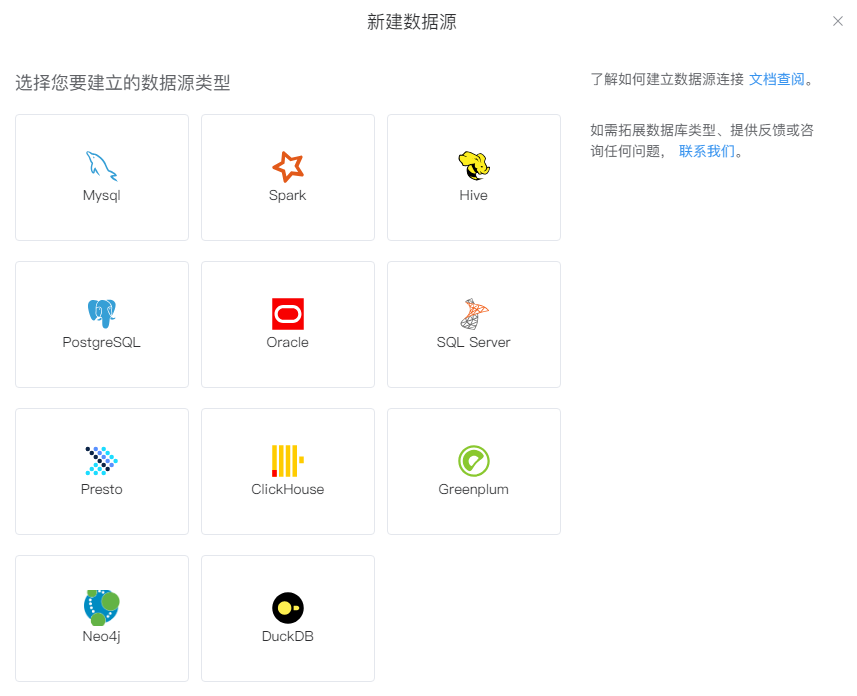 新建数据源
选择您要建立的数据源类型
Mysql
Spark
Hive
PostgreSQL
Oracle
SQL Server
Presto
ClickHouse
Greenplum
Neo4j
DuckDB
了解如何建立数据源连接 文档查阅。
如需拓展数据库类型、提供反馈或咨
询任何问题， 联系我们。